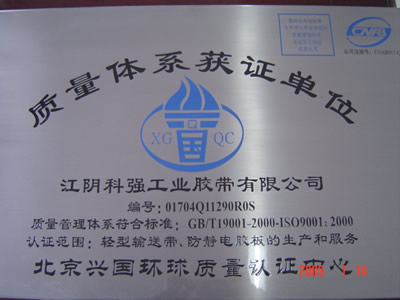 CNAB
质量体系获证单位
XG
QC
江阴科强工业胶带有限公司
编号: 01704Q11290R0S
质量管理体系符合标准: GB/T19001-2000-ISO9001: 2000
认证范围: 轻型输送带、防静电胶板的生产和服务
北京兴国环球质量认证中心